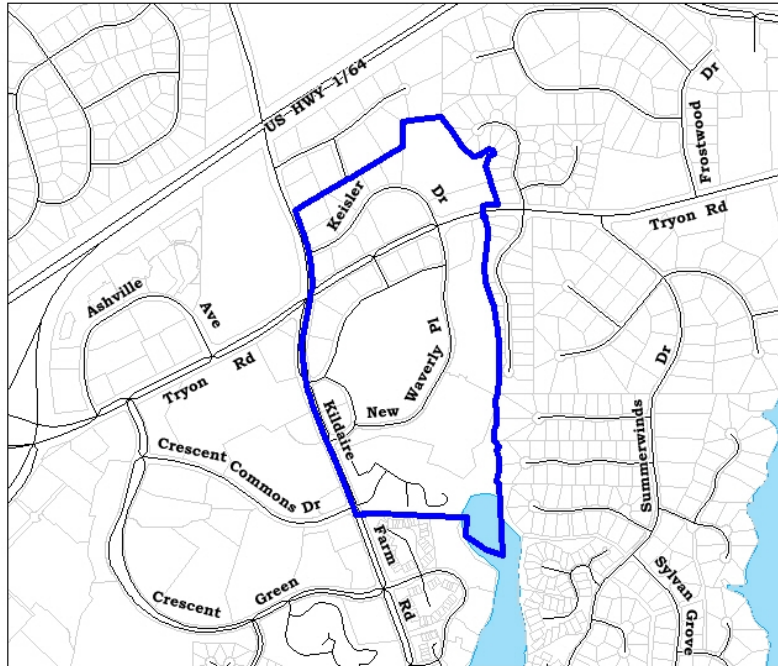 US HWY 1/64
Frostwood Dr
Keisler Dr
Tryon Rd
Ashville Ave
Tryon Rd
New Waverly Pl
Kildaire Farm Rd
Summerwinds Dr
Crescent Commons Dr
Crescent Green
Sylvan Grove